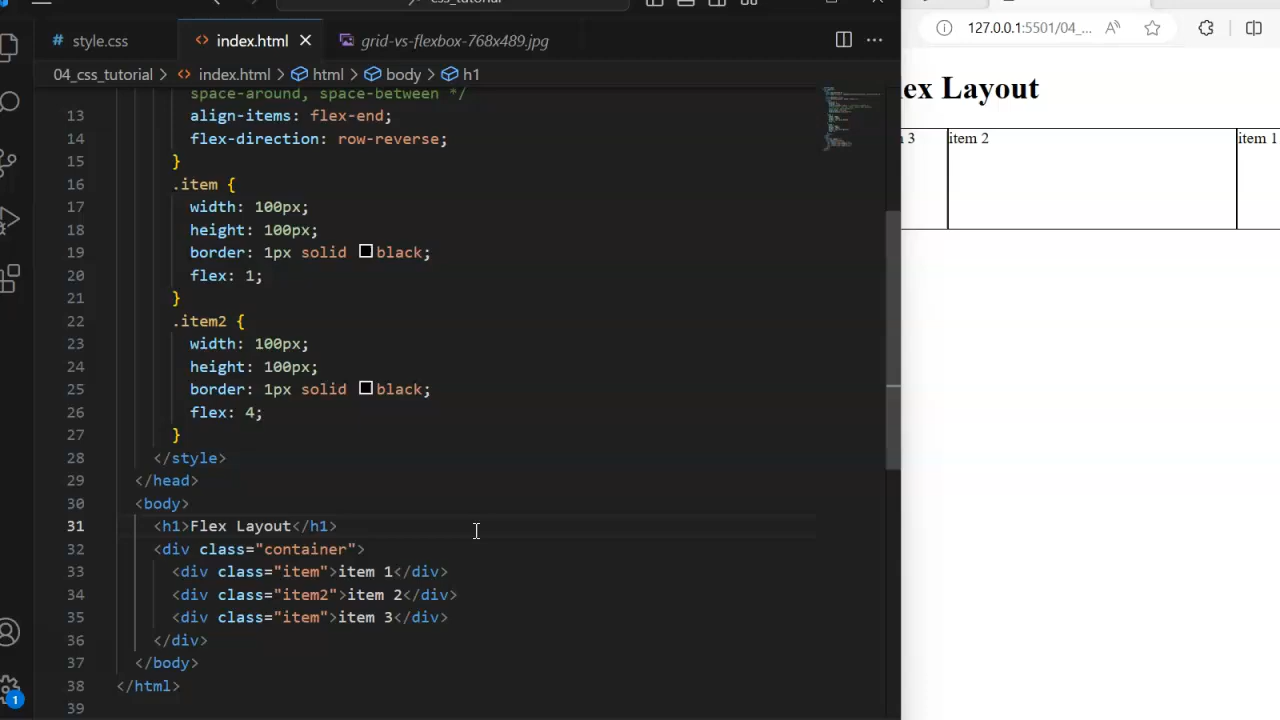 css_tutorial
# style.css
<> index.html
grid-vs-flexbox-768x489.jpg
04_css_tutorial > <> index.html > html > body > h1
space-around, space-between */
13 align-items: flex-end;
14 flex-direction: row-reverse;
15 }
16 .item {
17 width: 100px;
18 height: 100px;
19 border: 1px solid black;
20 flex: 1;
21 }
22 .item2 {
23 width: 100px;
24 height: 100px;
25 border: 1px solid black;
26 flex: 4;
27 }
28 </style>
29 </head>
30 <body>
31 <h1>Flex Layout</h1>
32 <div class="container">
33 <div class="item">item 1</div>
34 <div class="item2">item 2</div>
35 <div class="item">item 3</div>
36 </div>
37 </body>
38 </html>
39
1
127.0.0.1:5501/04_...
ex Layout
3
item 2
item 1